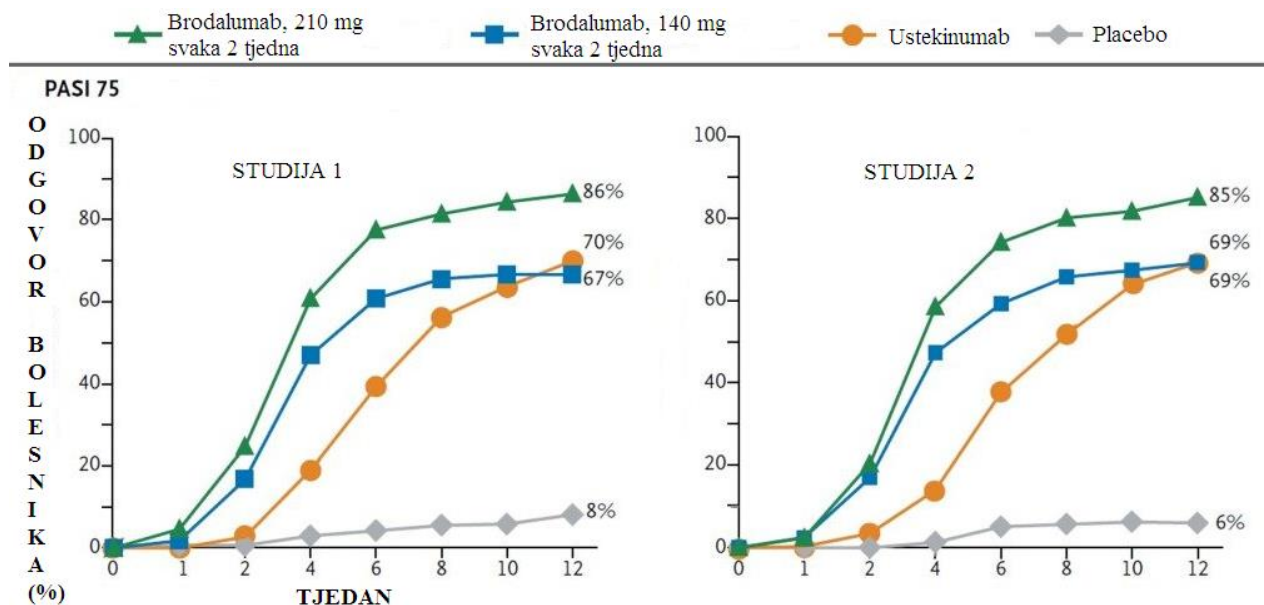 Brodalumab, 210 mg
svaka 2 tjedna
Brodalumab, 140 mg
svaka 2 tjedna
Ustekinumab
Placebo
PASI 75
ODGOVOR BOLESNIKA (%)
STUDIJA 1
100
80
60
40
20
0
86%
70%
67%
8%
0 1 2 4 6 8 10 12
TJEDAN
STUDIJA 2
100
80
60
40
20
0
85%
69%
69%
6%
0 1 2 4 6 8 10 12